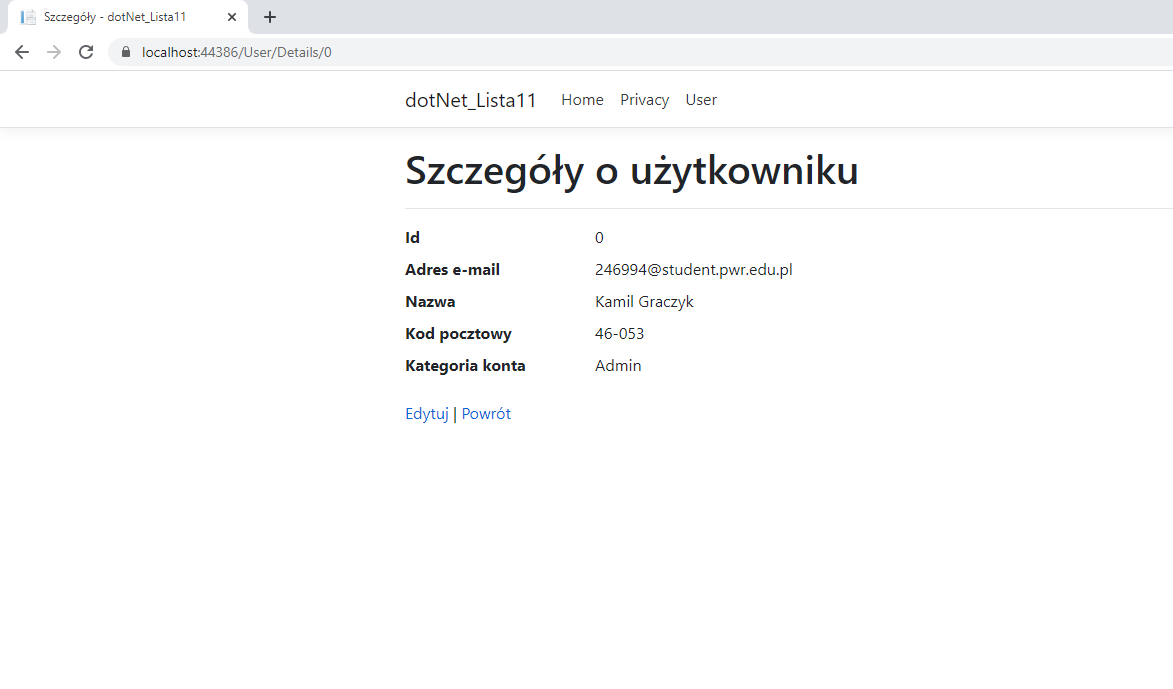 Szczegóły - dotNet_Lista11
localhost:44386/User/Details/0
dotNet_Lista11 Home Privacy User
Szczegóły o użytkowniku
Id 0
Adres e-mail 246994@student.pwr.edu.pl
Nazwa Kamil Graczyk
Kod pocztowy 46-053
Kategoria konta Admin
Edytuj | Powrót